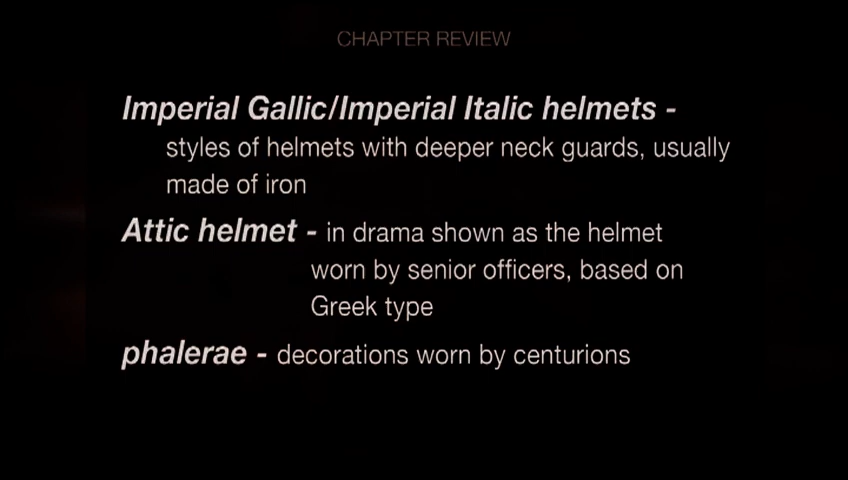 CHAPTER REVIEW
Imperial Gallic/Imperial Italic helmets -
styles of helmets with deeper neck guards, usually
made of iron
Attic helmet - in drama shown as the helmet
worn by senior officers, based on
Greek type
phalerae - decorations worn by centurions